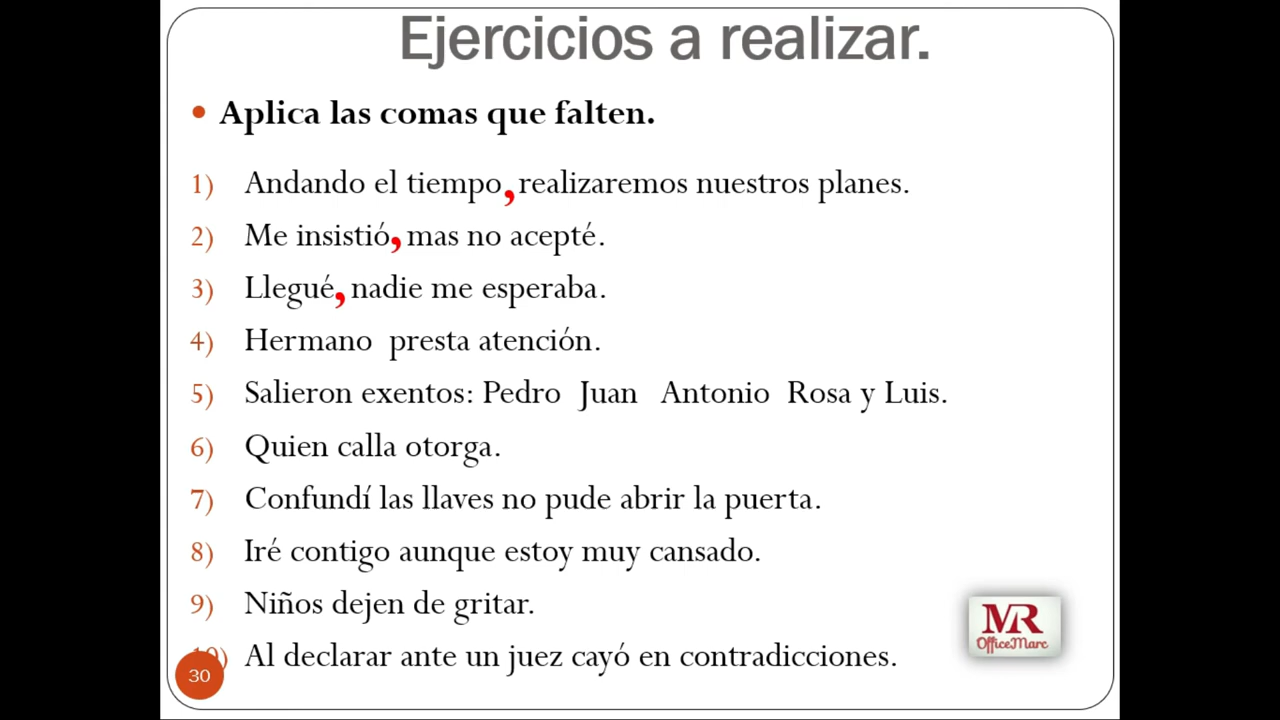 Ejercicios a realizar.
• Aplica las comas que falten.
1) Andando el tiempo, realizaremos nuestros planes.
2) Me insistió, mas no acepté.
3) Llegué, nadie me esperaba.
4) Hermano presta atención.
5) Salieron exentos: Pedro Juan Antonio Rosa y Luis.
6) Quien calla otorga.
7) Confundí las llaves no pude abrir la puerta.
8) Iré contigo aunque estoy muy cansado.
9) Niños dejen de gritar.
10) Al declarar ante un juez cayó en contradicciones.
MR
OfficeMarc
30